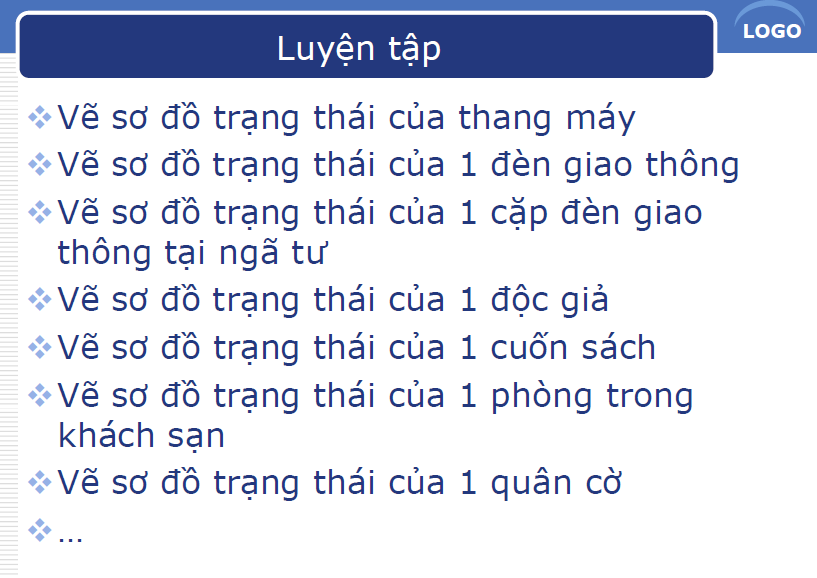 Luyện tập
LOGO
Vẽ sơ đồ trạng thái của thang máy
Vẽ sơ đồ trạng thái của 1 đèn giao thông
Vẽ sơ đồ trạng thái của 1 cặp đèn giao
thông tại ngã tư
Vẽ sơ đồ trạng thái của 1 độc giả
Vẽ sơ đồ trạng thái của 1 cuốn sách
Vẽ sơ đồ trạng thái của 1 phòng trong
khách sạn
Vẽ sơ đồ trạng thái của 1 quân cờ
...